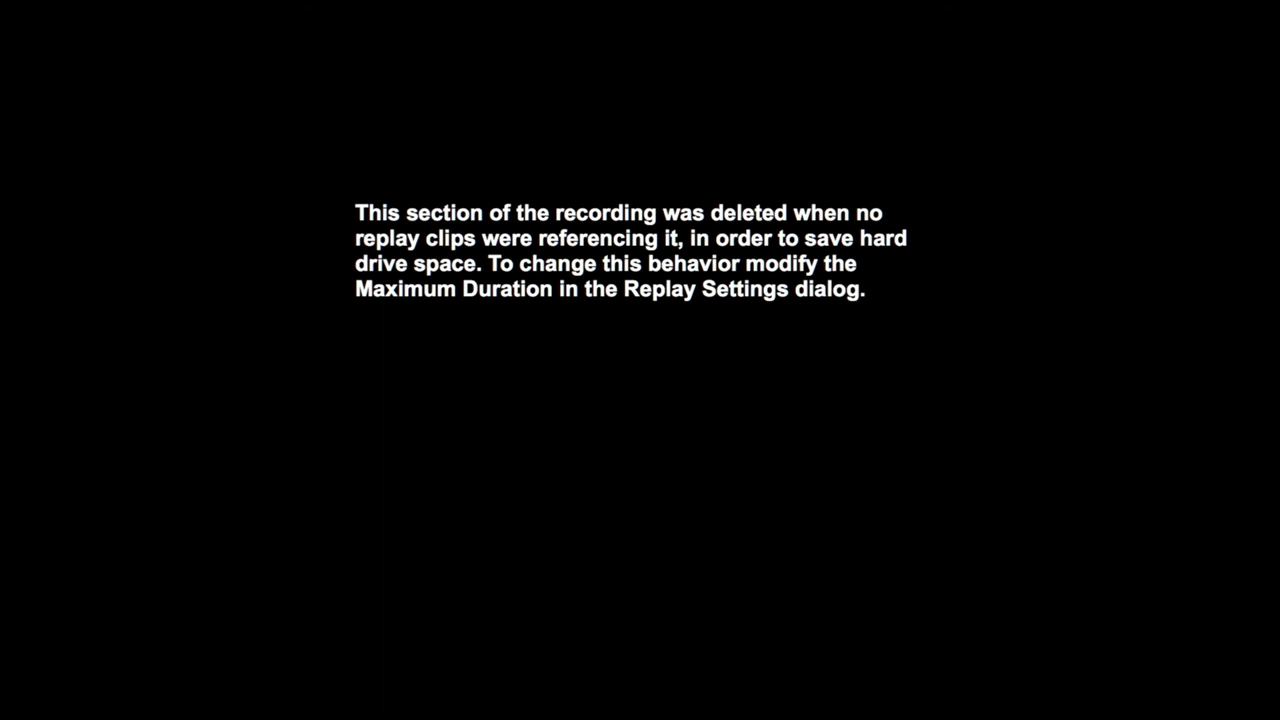 This section of the recording was deleted when no
replay clips were referencing it, in order to save hard
drive space. To change this behavior modify the
Maximum Duration in the Replay Settings dialog.